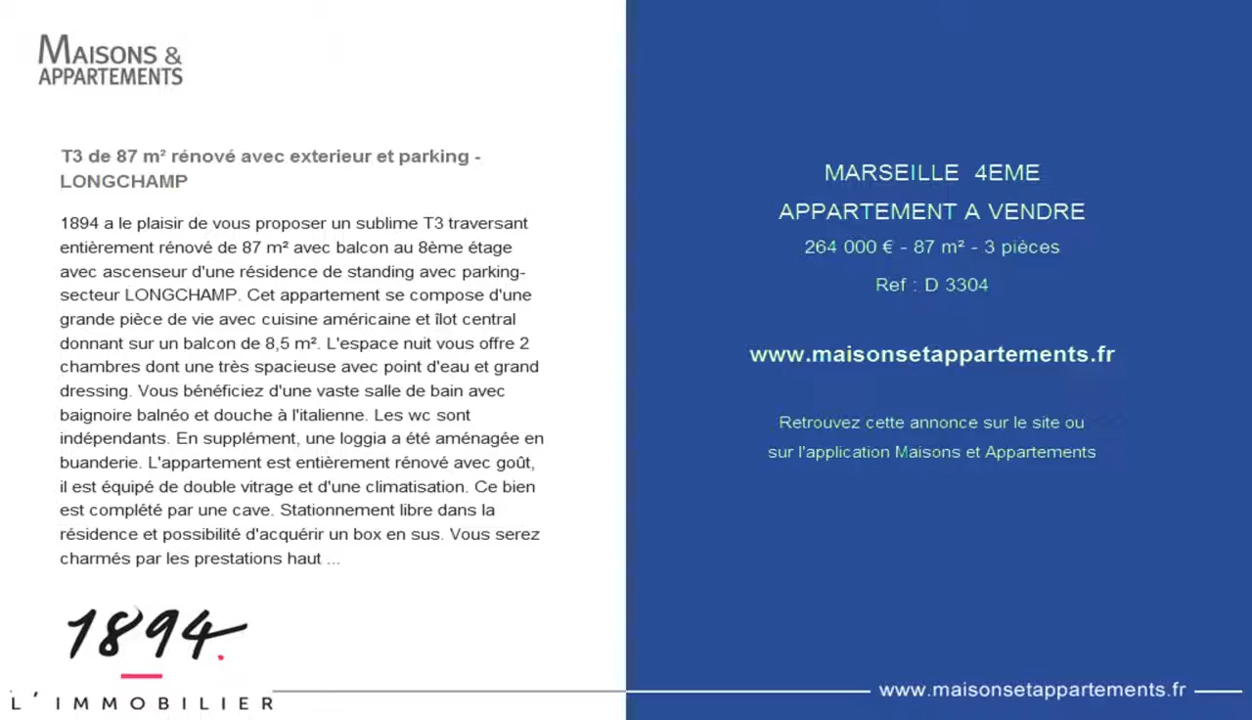 MAISONS &
APPARTEMENTS
T3 de 87 m² rénové avec exterieur et parking -
LONGCHAMP
1894 a le plaisir de vous proposer un sublime T3 traversant
entièrement rénové de 87 m² avec balcon au 8ème étage
avec ascenseur d'une résidence de standing avec parking-
secteur LONGCHAMP. Cet appartement se compose d'une
grande pièce de vie avec cuisine américaine et îlot central
donnant sur un balcon de 8,5 m². L'espace nuit vous offre 2
chambres dont une très spacieuse avec point d'eau et grand
dressing. Vous bénéficiez d'une vaste salle de bain avec
baignoire balnéo et douche à l'italienne. Les wc sont
indépendants. En supplément, une loggia a été aménagée en
buanderie. L'appartement est entièrement rénové avec goût,
il est équipé de double vitrage et d'une climatisation. Ce bien
est complété par une cave. Stationnement libre dans la
résidence et possibilité d'acquérir un box en sus. Vous serez
charmés par les prestations haut ...
1894.
L'IMMOBILIER
MARSEILLE 4EME
APPARTEMENT A VENDRE
264 000 € - 87 m² - 3 pièces
Ref : D 3304
www.maisonsetappartements.fr
Retrouvez cette annonce sur le site ou
sur l'application Maisons et Appartements
www.maisonsetappartements.fr